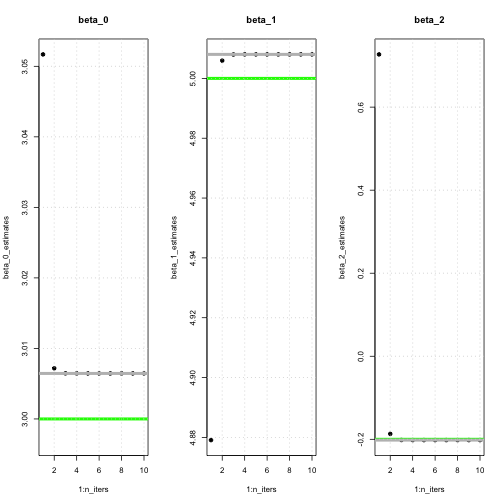 beta_0
beta_0_estimates
3.00 3.01 3.02 3.03 3.04 3.05
2 4 6 8 10
1:n_iters
beta_1
beta_1_estimates
4.88 4.90 4.92 4.94 4.96 4.98 5.00
2 4 6 8 10
1:n_iters
beta_2
beta_2_estimates
-0.2 0.0 0.2 0.4 0.6
2 4 6 8 10
1:n_iters